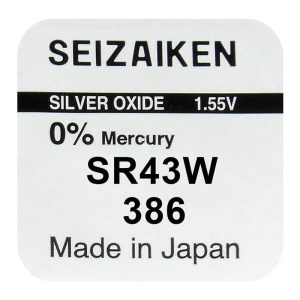 SEIZAIKEN
SILVER OXIDE 1.55V
0% Mercury
SR43W
386
Made in Japan